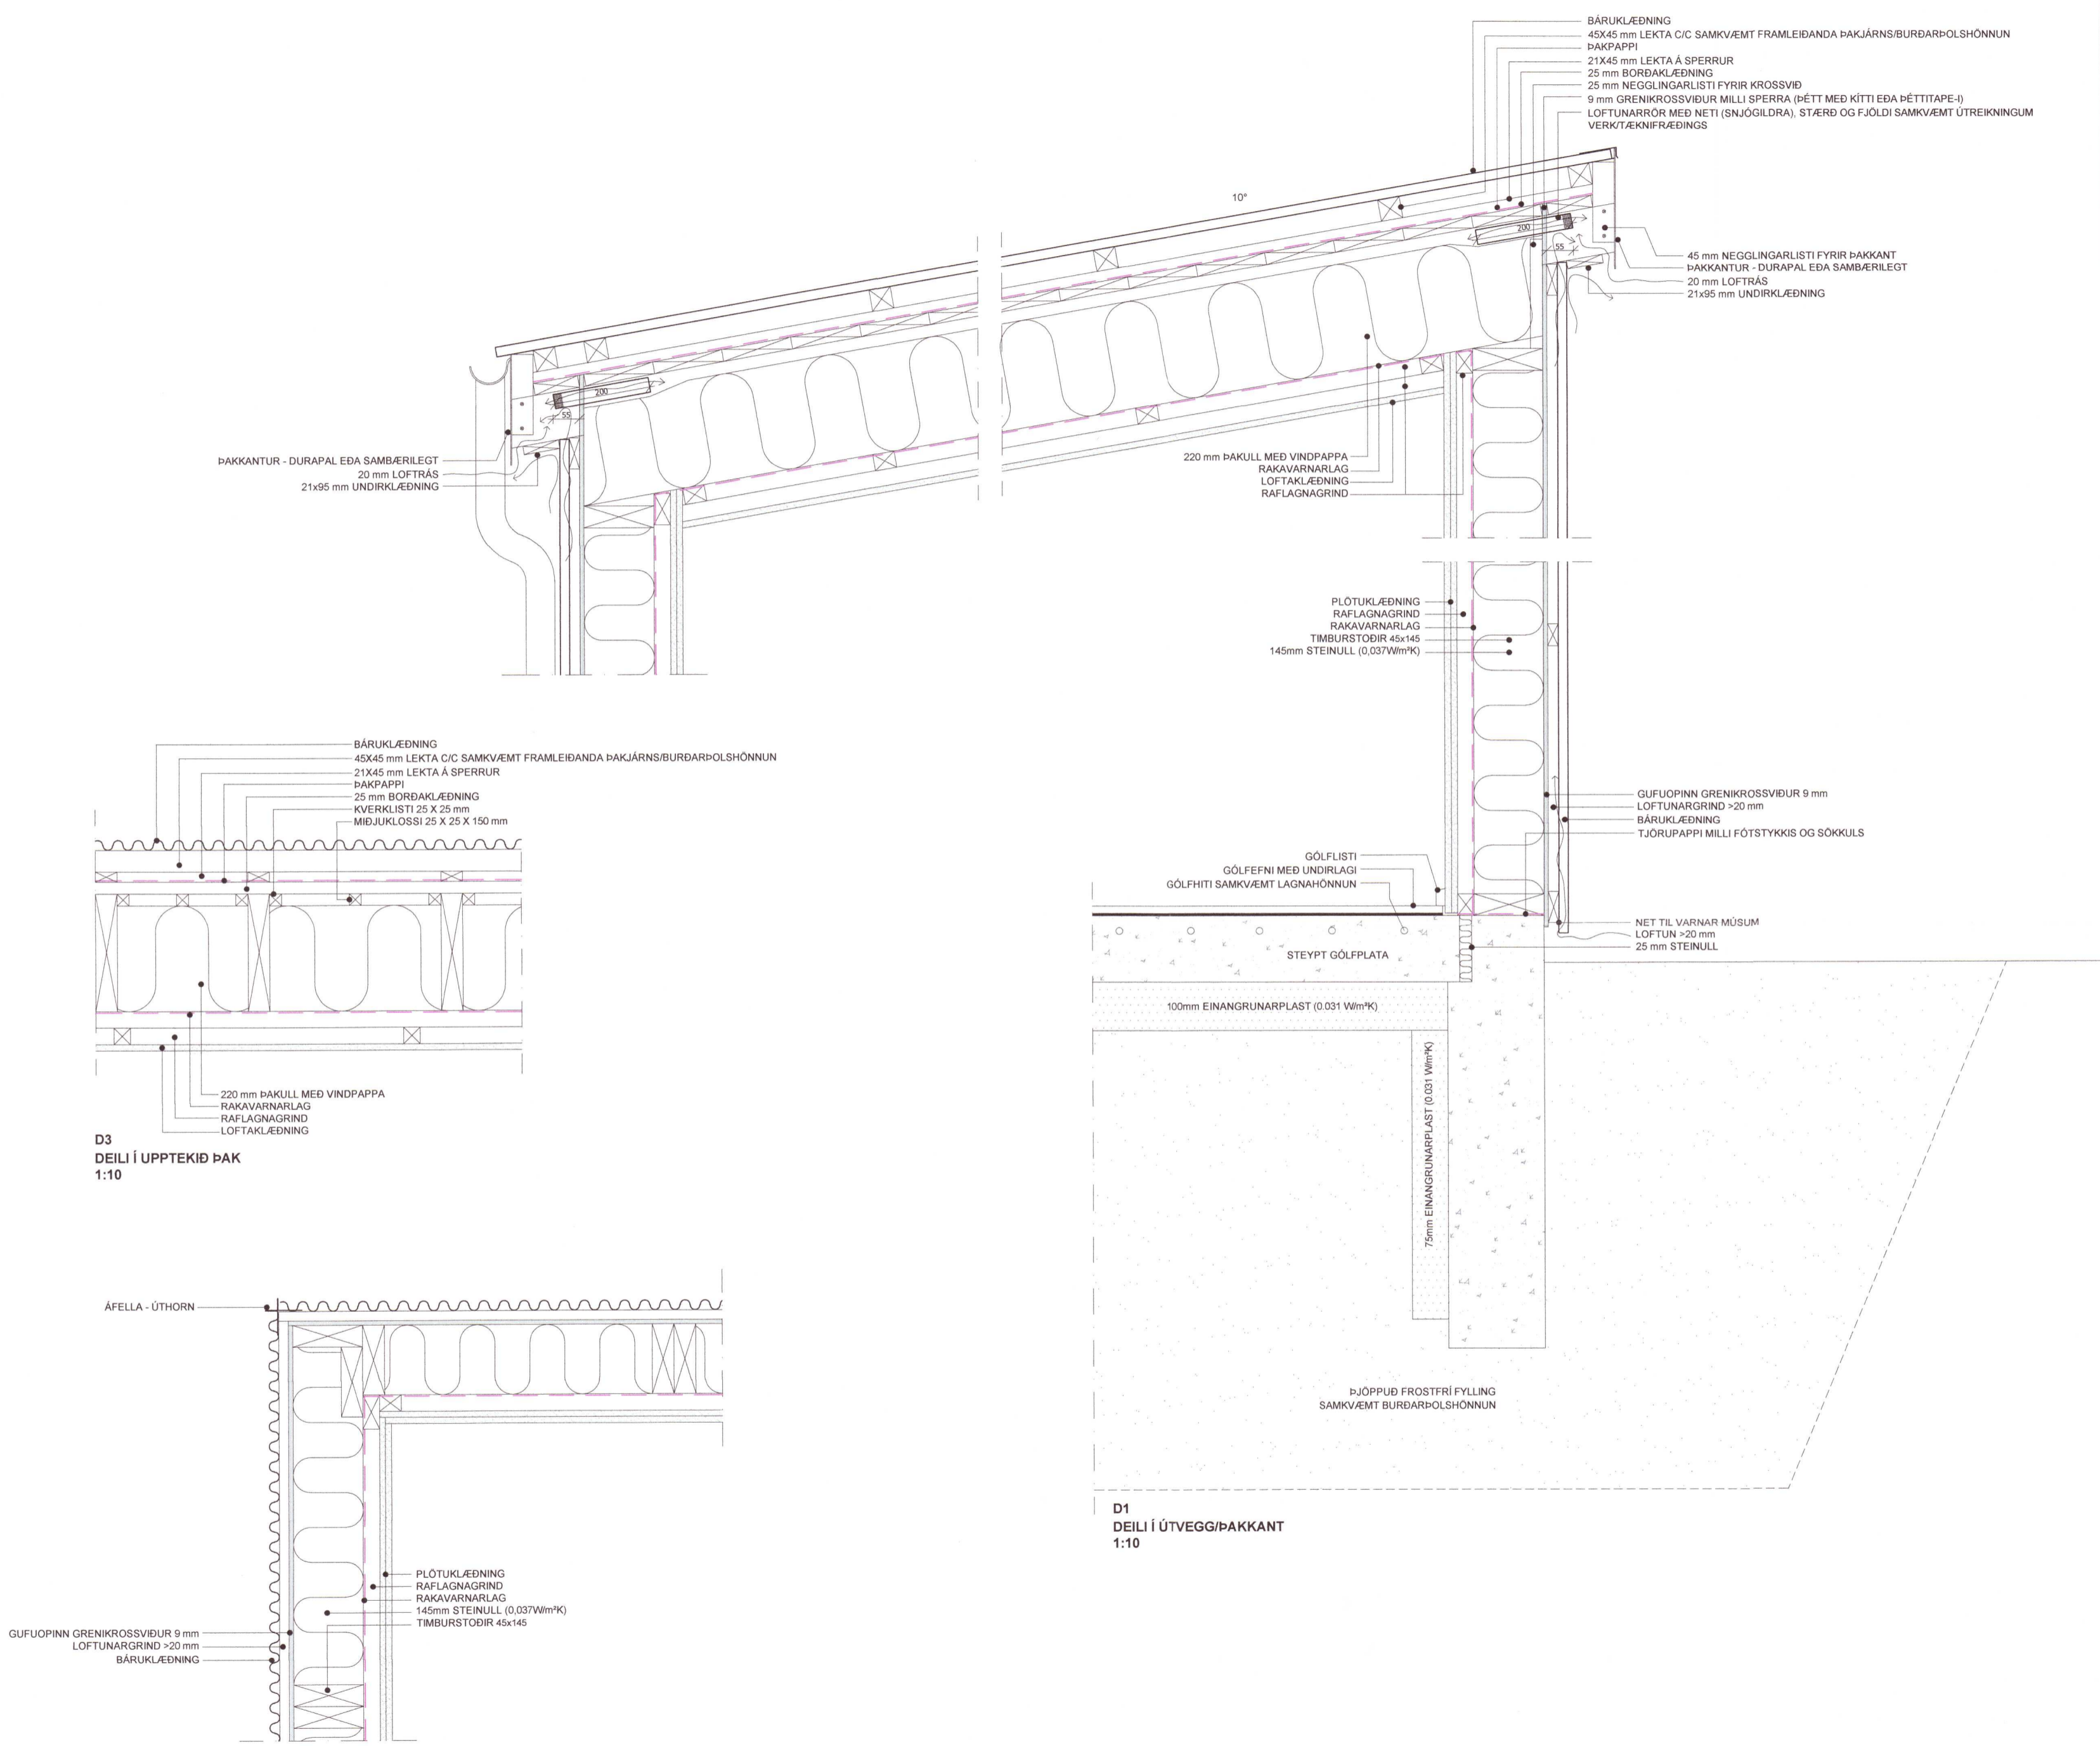 BÁRUKLÆÐNING
45X45 mm LEKTA C/C SAMKVÆMT FRAMLEIÐANDA ÞAKJÁRNS/BURÐARÞOLSHÖNNUN
ÞAKPAPPI
21X45 mm LEKTA Á SPERRUR
25 mm BORÐAKLÆÐNING
25 mm NEGGLINGARLISTI FYRIR KROSSVIÐ
9 mm GRENIKROSSVIÐUR MILLI SPERRA (ÞÉTT MEÐ KÍTTI EÐA ÞÉTTITAPE-I)
LOFTUNARRÖR MEÐ NETI (SNJÓGILDRA), STÆRÐ OG FJÖLDI SAMKVÆMT ÚTREIKNINGUM
VERK/TÆKNIFRÆÐINGS
10°
200
55
45 mm NEGGLINGARLISTI FYRIR ÞAKKANT
ÞAKKANTUR - DURAPAL EÐA SAMBÆRILEGT
20 mm LOFTRÁS
21x95 mm UNDIRKLÆÐNING
200
55
ÞAKKANTUR - DURAPAL EÐA SAMBÆRILEGT
20 mm LOFTRÁS
21x95 mm UNDIRKLÆÐNING
220 mm ÞAKULL MEÐ VINDPAPPA
RAKAVARNARLAG
LOFTAKLÆÐNING
RAFLAGNAGRIND
PLÖTUKLÆÐNING
RAFLAGNAGRIND
RAKAVARNARLAG
TIMBURSTOÐIR 45x145
145mm STEINULL (0,037W/m²K)
GUFUOPINN GRENIKROSSVIÐUR 9 mm
LOFTUNARGRIND >20 mm
BÁRUKLÆÐNING
TJÖRUPAPPI MILLI FÓTSTYKKIS OG SÖKKULS
GÓLFLISTI
GÓLFEFNI MEÐ UNDIRLAGI
GÓLFHITI SAMKVÆMT LAGNAHÖNNUN
NET TIL VARNAR MÚSUM
LOFTUN >20 mm
25 mm STEINULL
STEYPT GÓLFPLATA
100mm EINANGRUNARPLAST (0.031 W/m²K)
75mm EINANGRUNARPLAST (0.031 W/m²K)
ÞJÖPPUÐ FROSTFRÍ FYLLING
SAMKVÆMT BURÐARÞOLSHÖNNUN
D1
DEILI Í ÚTVEGG/ÞAKKANT
1:10
BÁRUKLÆÐNING
45X45 mm LEKTA C/C SAMKVÆMT FRAMLEIÐANDA ÞAKJÁRNS/BURÐARÞOLSHÖNNUN
21X45 mm LEKTA Á SPERRUR
ÞAKPAPPI
25 mm BORÐAKLÆÐNING
KVERKLISTI 25 X 25 mm
MIÐJUKLOSSI 25 X 25 X 150 mm
220 mm ÞAKULL MEÐ VINDPAPPA
RAKAVARNARLAG
RAFLAGNAGRIND
LOFTAKLÆÐNING
D3
DEILI Í UPPTEKIÐ ÞAK
1:10
ÁFELLA - ÚTHORN
PLÖTUKLÆÐNING
RAFLAGNAGRIND
RAKAVARNARLAG
145mm STEINULL (0,037W/m²K)
TIMBURSTOÐIR 45x145
GUFUOPINN GRENIKROSSVIÐUR 9 mm
LOFTUNARGRIND >20 mm
BÁRUKLÆÐNING